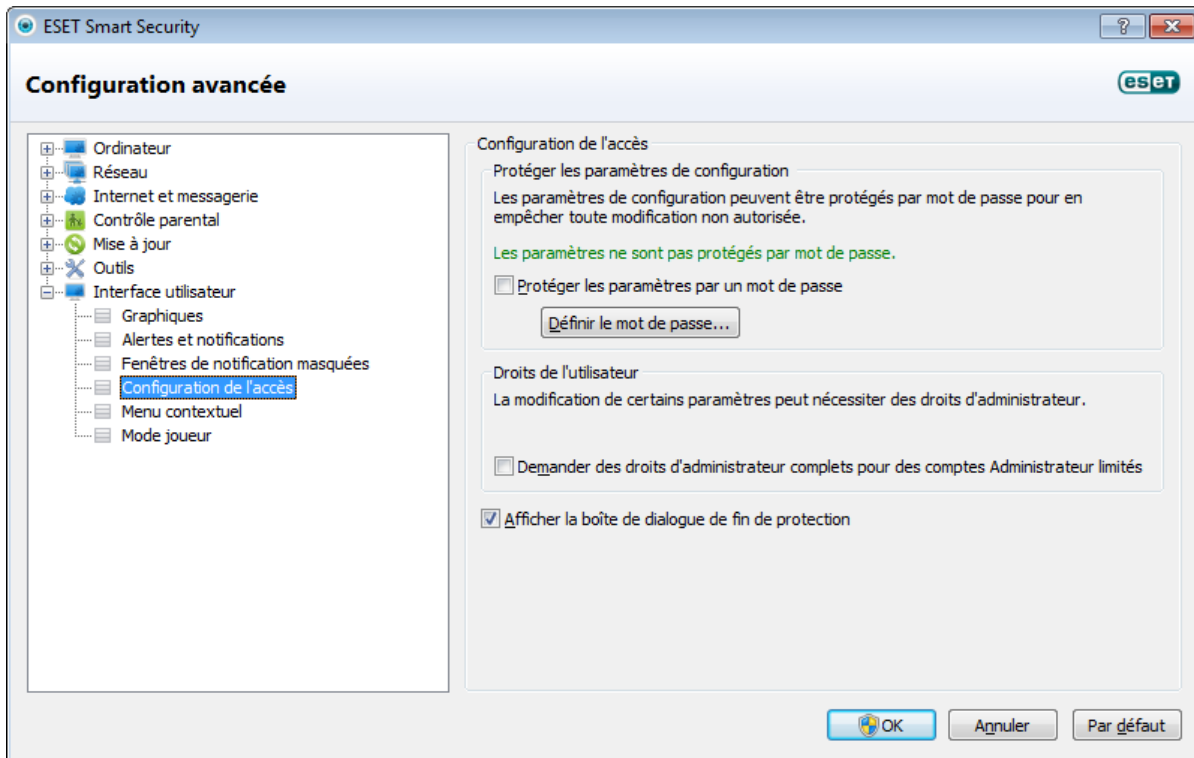 ESET Smart Security
Configuration avancée
eset
Ordinateur
Réseau
Internet et messagerie
Contrôle parental
Mise à jour
Outils
Interface utilisateur
Graphiques
Alertes et notifications
Fenêtres de notification masquées
Configuration de l'accès
Menu contextuel
Mode joueur
Configuration de l'accès
Protéger les paramètres de configuration
Les paramètres de configuration peuvent être protégés par mot de passe pour en
empêcher toute modification non autorisée.
Les paramètres ne sont pas protégés par mot de passe.
Protéger les paramètres par un mot de passe
Définir le mot de passe...
Droits de l'utilisateur
La modification de certains paramètres peut nécessiter des droits d'administrateur.
Demander des droits d'administrateur complets pour des comptes Administrateur limités
Afficher la boîte de dialogue de fin de protection
OK
Annuler
Par défaut